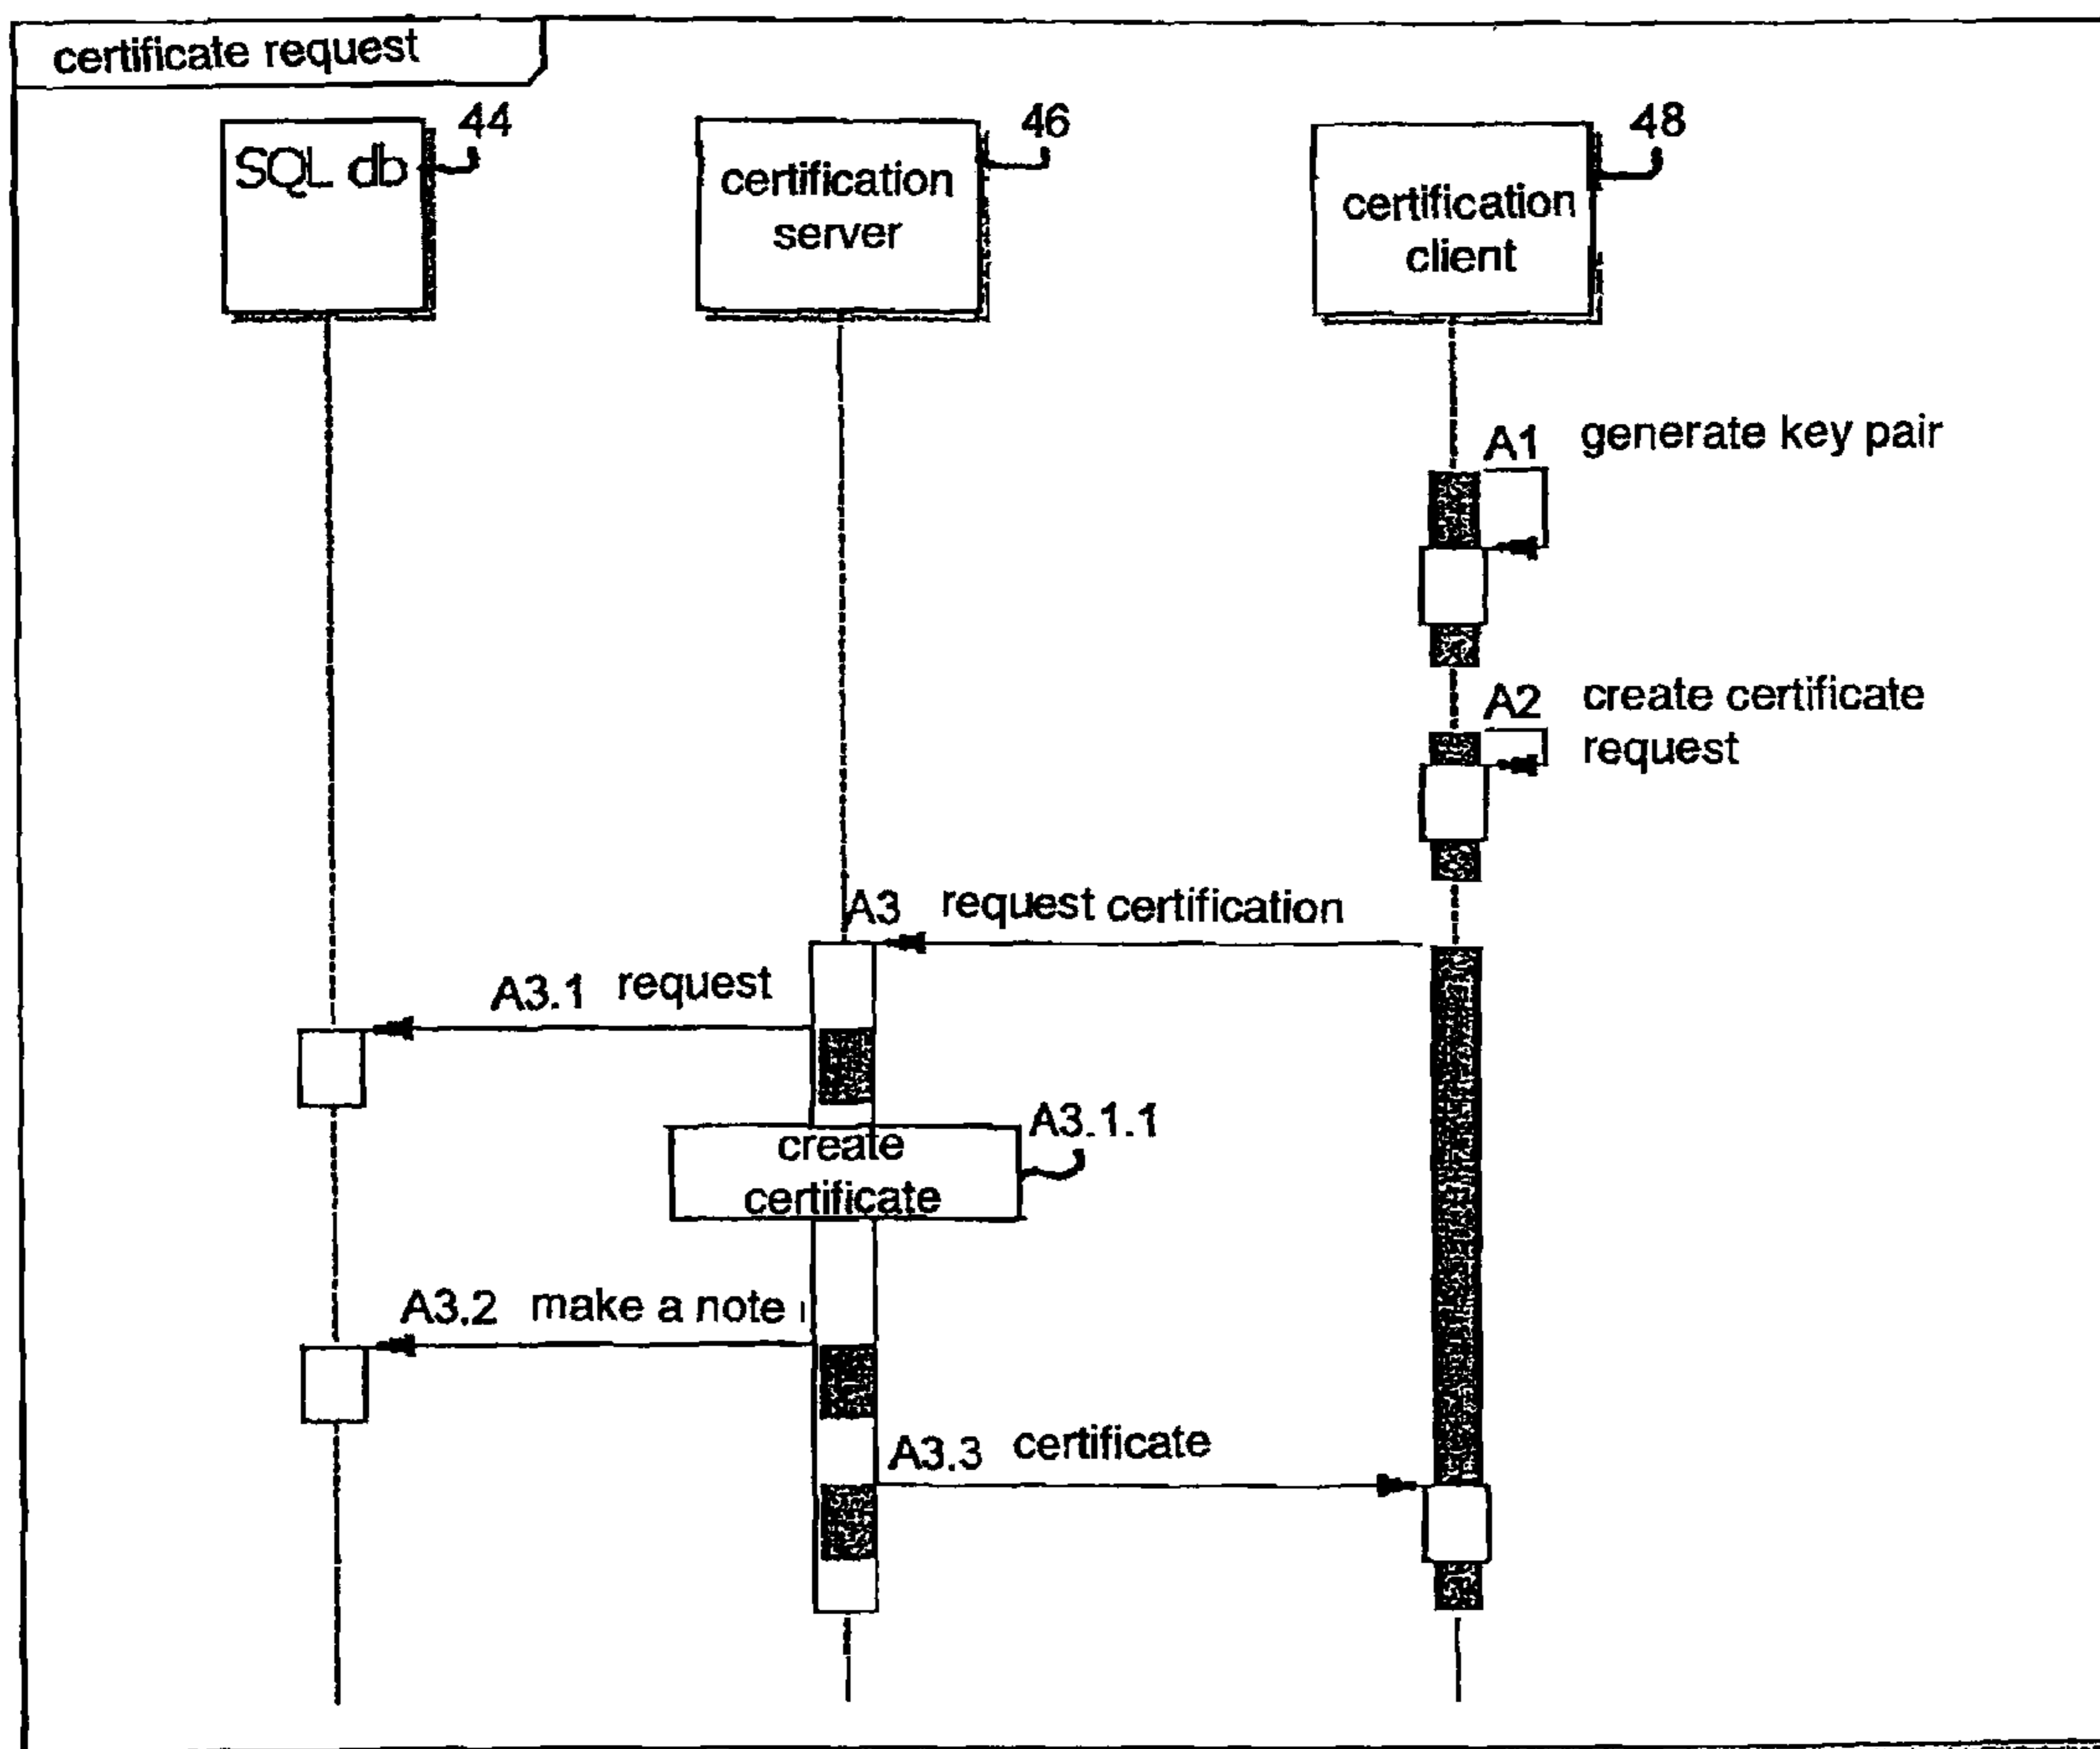 certificate request
44
46
48
SQL db
certification
server
certification
client
A1 generate key pair
A2 create certificate
request
A3 request certification
A3.1 request
A3.1.1
create
certificate
A3.2 make a note
A3.3 certificate